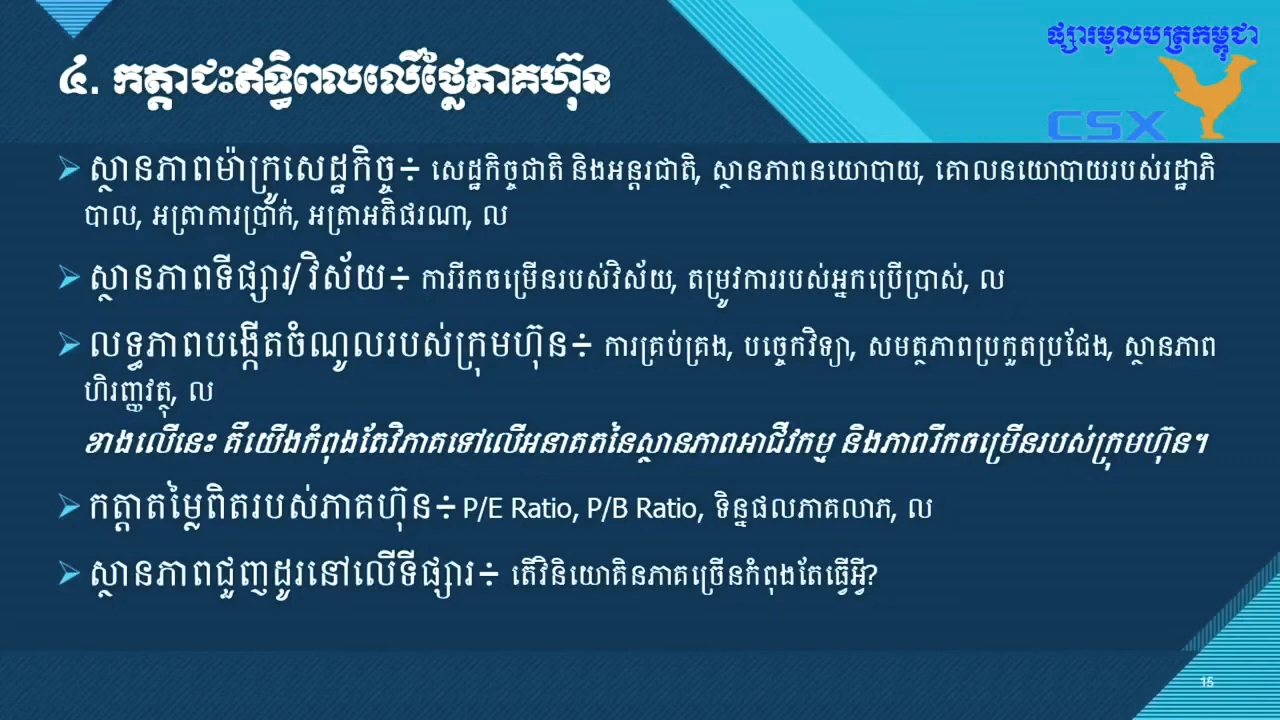 ផ្សារមូលបត្រកម្ពុជា
CSX
៤. កត្តាជះឥទ្ធិពលលើថ្លៃភាគហ៊ុន
ស្ថានភាពម៉ាក្រូសេដ្ឋកិច្ច÷ សេដ្ឋកិច្ចជាតិ និងអន្តរជាតិ, ស្ថានភាពនយោបាយ, គោលនយោបាយរបស់រដ្ឋាភិ
បាល, អត្រាការប្រាក់, អត្រាអតិផរណា, ល
ស្ថានភាពទីផ្សារ/វិស័យ÷ ការរីកចម្រើនរបស់វិស័យ, តម្រូវការរបស់អ្នកប្រើប្រាស់, ល
លទ្ធភាពបង្កើតចំណូលរបស់ក្រុមហ៊ុន÷ ការគ្រប់គ្រង, បច្ចេកវិទ្យា, សមត្ថភាពប្រកួតប្រជែង, ស្ថានភាព
ហិរញ្ញវត្ថុ, ល
ខាងលើនេះ គឺយើងកំពុងតែវិភាគទៅលើអនាគតនៃស្ថានភាពអាជីវកម្ម និងភាពរីកចម្រើនរបស់ក្រុមហ៊ុន។
កត្តាតម្លៃពិតរបស់ភាគហ៊ុន÷ P/E Ratio, P/B Ratio, ទិន្នផលភាគលាភ, ល
ស្ថានភាពជួញដូរនៅលើទីផ្សារ÷ តើវិនិយោគិនភាគច្រើនកំពុងតែធ្វើអ្វី?
15